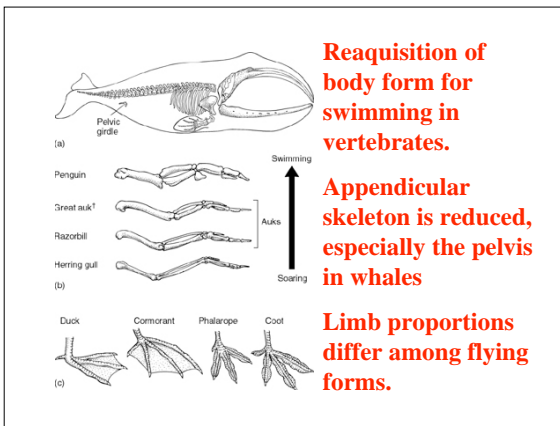 Reaquisition of
body form for
swimming in
vertebrates.
Appendicular
skeleton is reduced,
especially the pelvis
in whales
Limb proportions
differ among flying
forms.
Pelvic
girdle
(a)
Swimming
Penguin
Great auk†
Auks
Razorbill
Herring gull
Soaring
(b)
Duck
Cormorant
Phalarope
Coot
(c)